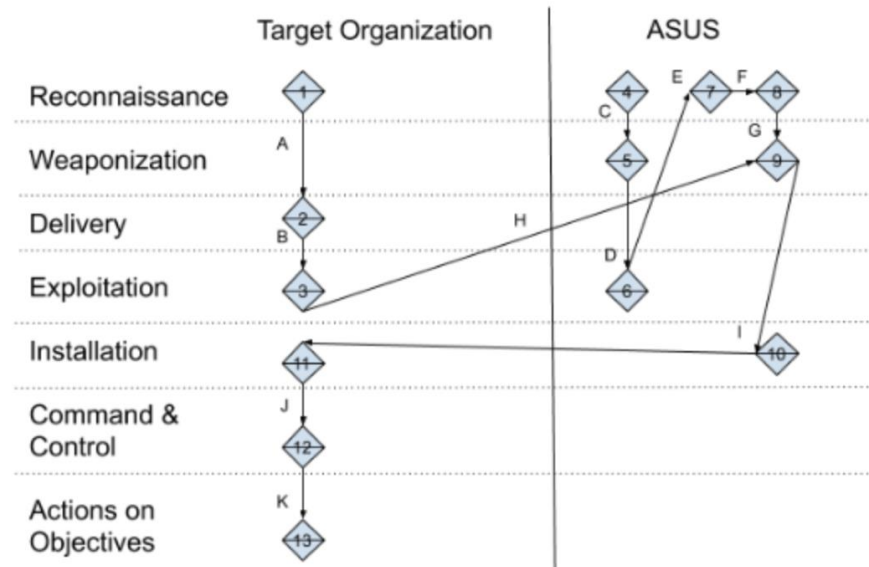 Target Organization
ASUS
Reconnaissance
1
4
E
7
F
8
C
A
G
Weaponization
5
9
Delivery
2
H
B
D
Exploitation
3
6
I
Installation
11
10
J
Command &
Control
12
K
Actions on
Objectives
13